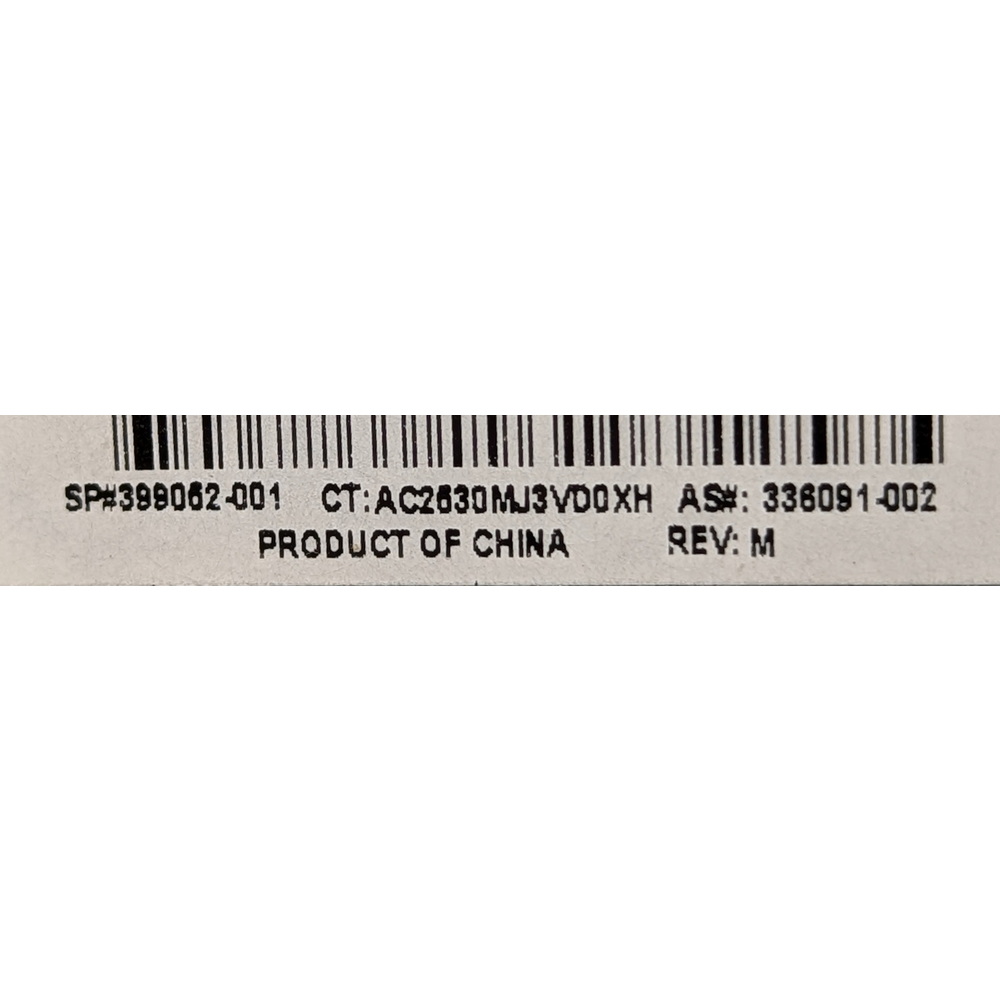 SP#399062-001 CT:AC2630MJ3VD0XH AS#: 336091-002
PRODUCT OF CHINA REV: M